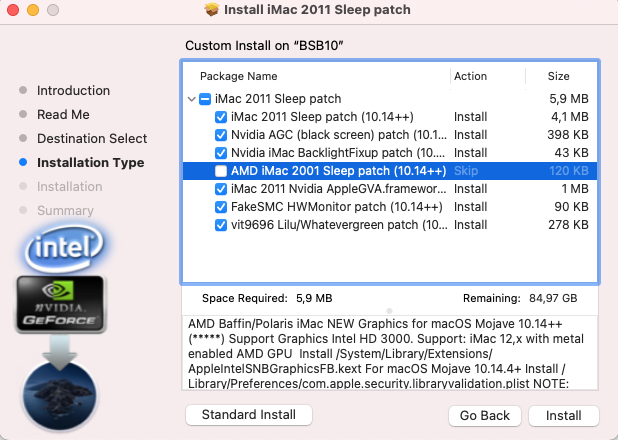 Install iMac 2011 Sleep patch
Custom Install on “BSB10”
Introduction
Read Me
Destination Select
Installation Type
Installation
Summary
intel
NVIDIA
GEFORCE
Package Name Action Size
iMac 2011 Sleep patch 5,9 MB
iMac 2011 Sleep patch (10.14++) Install 4,1 MB
Nvidia AGC (black screen) patch (10.1... Install 398 KB
Nvidia iMac BacklightFixup patch (10.... Install 43 KB
AMD iMac 2001 Sleep patch (10.14++) Skip 120 KB
iMac 2011 Nvidia AppleGVA.framewor... Install 1 MB
FakeSMC HWMonitor patch (10.14++) Install 90 KB
vit9696 Lilu/Whatevergreen patch (10... Install 278 KB
Space Required: 5,9 MB Remaining: 84,97 GB
AMD Baffin/Polaris iMac NEW Graphics for macOS Mojave 10.14++
(*****) Support Graphics Intel HD 3000. Support: iMac 12,x with metal
enabled AMD GPU Install /System/Library/Extensions/
AppleIntelSNBGraphicsFB.kext For macOS Mojave 10.14.4+ Install /
Library/Preferences/com.apple.security.libraryvalidation.plist NOTE:
Standard Install Go Back Install